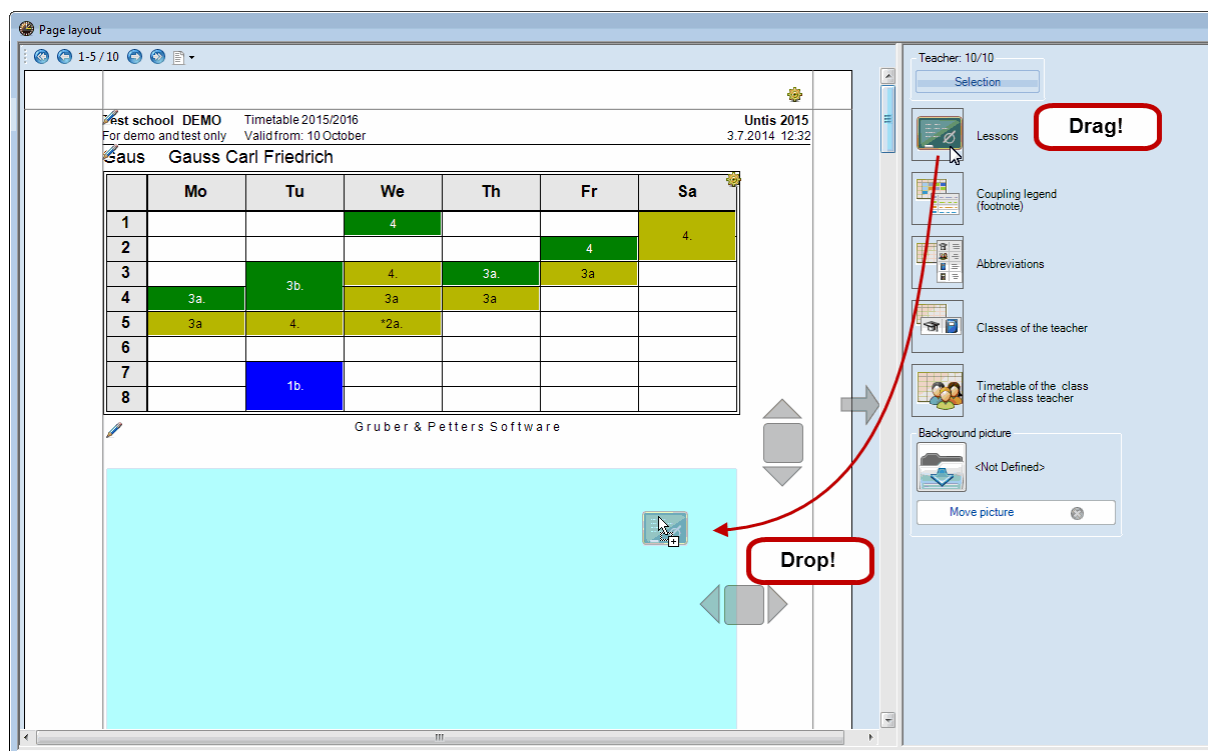 Page layout
1-5 / 10
Test school DEMO Timetable 2015/2016 Untis 2015
For demo and test only Valid from: 10 October 3.7.2014 12:32
Gaus Gauss Carl Friedrich
Mo Tu We Th Fr Sa
1 4 4.
2 4
3 3b. 4. 3a. 3a
4 3a. 3a 3a
5 3a 4. *2a.
6
7 1b.
8
Gruber & Petters Software
Teacher: 10/10
Selection
Lessons
Drag!
Coupling legend
(footnote)
Abbreviations
Classes of the teacher
Timetable of the class
of the class teacher
Background picture
<Not Defined>
Move picture
Drop!